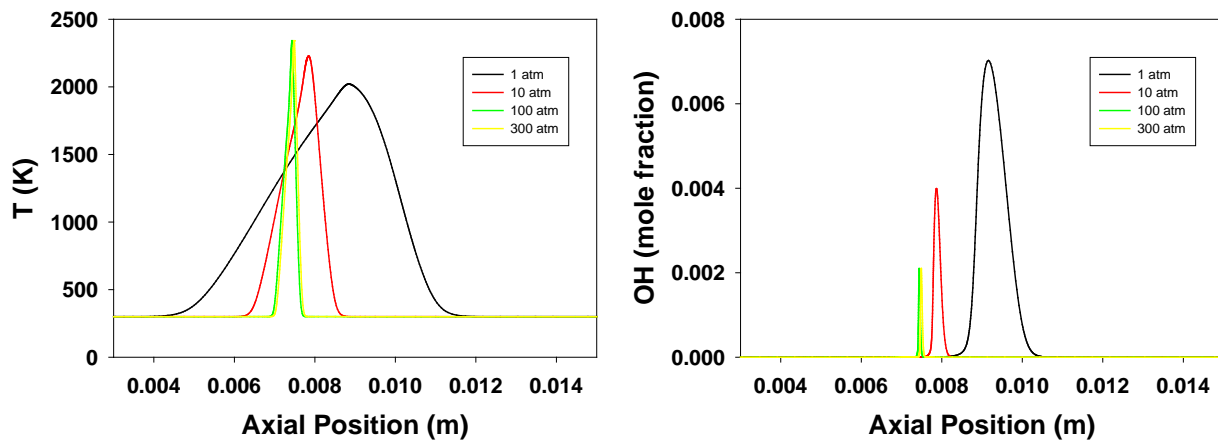 2500
2000
1500
1000
500
0
T (K)
0.004 0.006 0.008 0.010 0.012 0.014
Axial Position (m)
1 atm
10 atm
100 atm
300 atm
0.008
0.006
0.004
0.002
0.000
OH (mole fraction)
0.004 0.006 0.008 0.010 0.012 0.014
Axial Position (m)
1 atm
10 atm
100 atm
300 atm